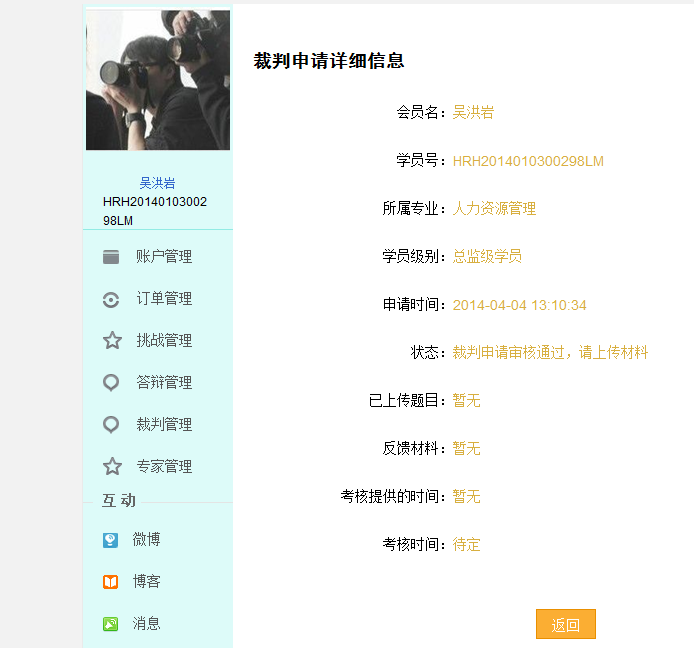 吴洪岩
HRH20140103002
98LM
账户管理
订单管理
挑战管理
答辩管理
裁判管理
专家管理
互动
微博
博客
消息
裁判申请详细信息
会员名：吴洪岩
学员号：HRH2014010300298LM
所属专业：人力资源管理
学员级别：总监级学员
申请时间：2014-04-04 13:10:34
状态：裁判申请审核通过，请上传材料
已上传题目：暂无
反馈材料：暂无
考核提供的时间：暂无
考核时间：待定
返回